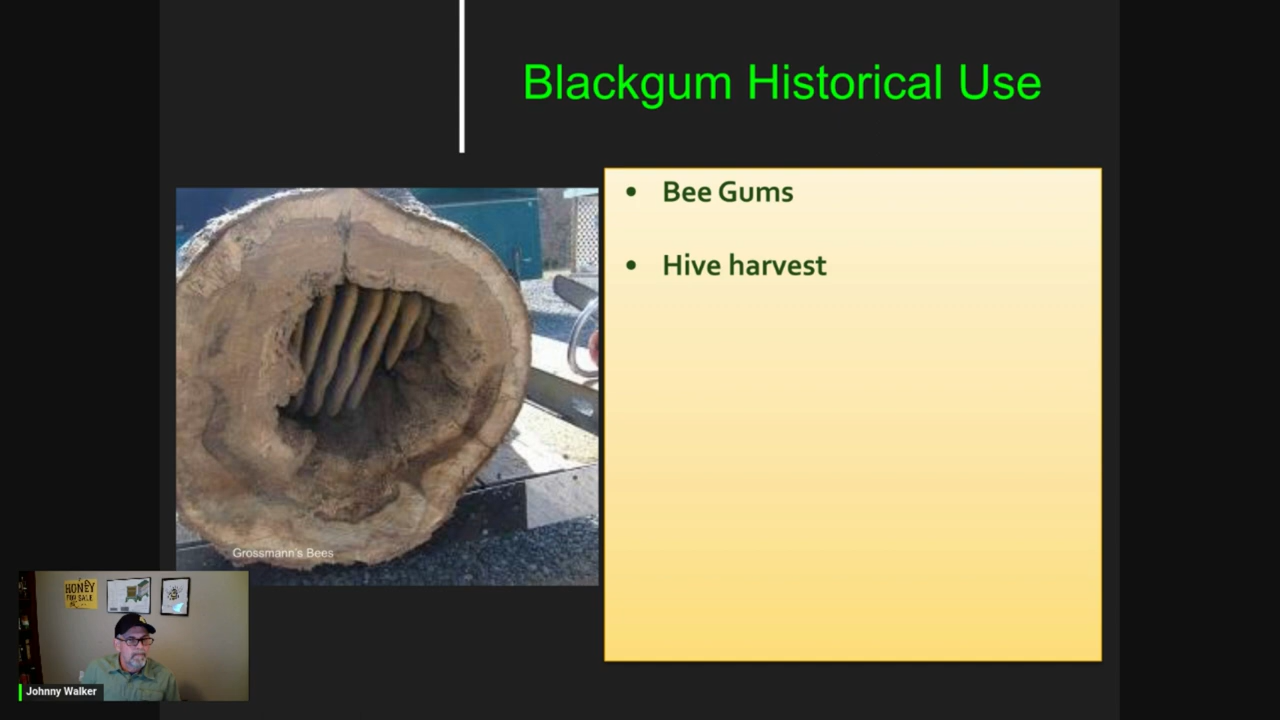 Blackgum Historical Use
• Bee Gums
• Hive harvest
Grossmann's Bees
HONEY
FOR SALE
Johnny Walker